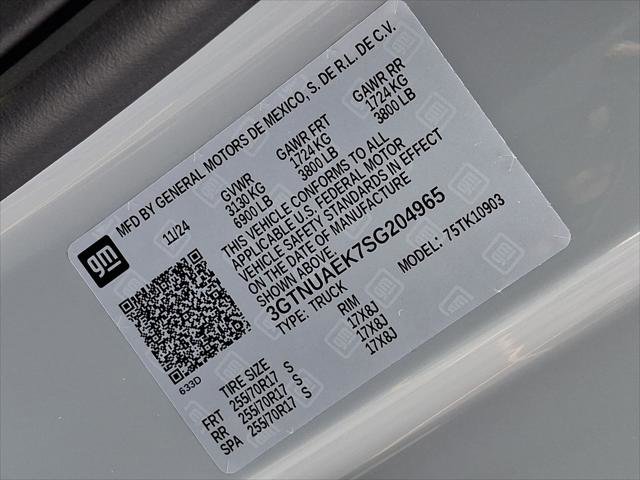 gm
MFD BY GENERAL MOTORS DE MEXICO, S. DE R.L. DE C.V.
11/24
GVWR
3130 KG
6900 LB
GAWR FRT
1724 KG
3800 LB
GAWR RR
1724 KG
3800 LB
THIS VEHICLE CONFORMS TO ALL
APPLICABLE U.S. FEDERAL MOTOR
VEHICLE SAFETY STANDARDS IN EFFECT
ON THE DATE OF MANUFACTURE
SHOWN ABOVE.
3GTNUAEK7SG204965
TYPE: TRUCK
MODEL: 75TK10903
633D
TIRE SIZE
RIM
FRT 255/70R17 S 17X8J
RR 255/70R17 S 17X8J
SPA 255/70R17 S 17X8J